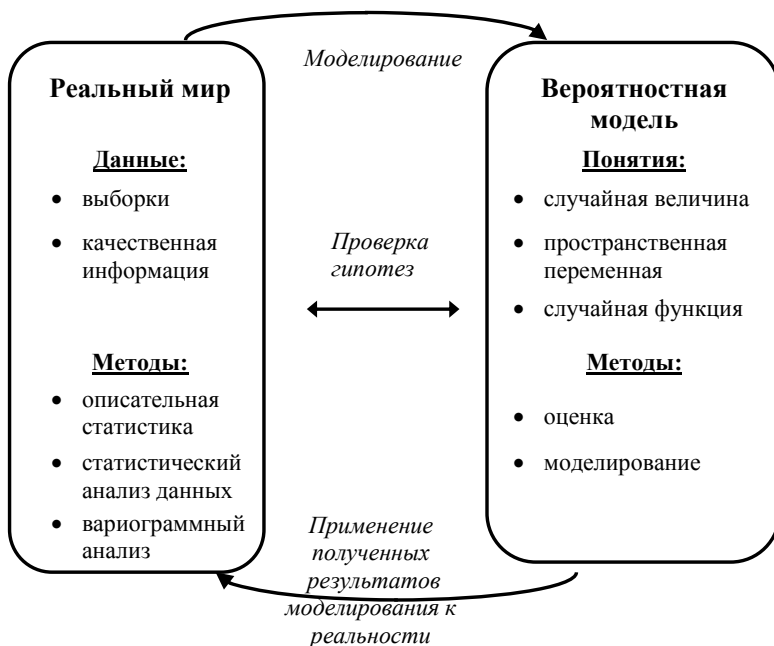 Моделирование
Реальный мир
Данные:
• выборки
• качественная
информация
Методы:
• описательная
статистика
• статистический
анализ данных
• вариограммный
анализ
Проверка
гипотез
Вероятностная
модель
Понятия:
• случайная величина
• пространственная
переменная
• случайная функция
Методы:
• оценка
• моделирование
Применение
полученных
результатов
моделирования к
реальности